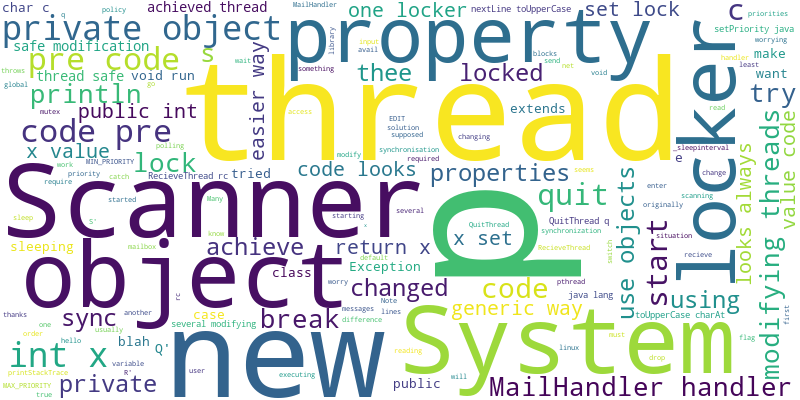 char c
q
policy
achieved thread
MailHandler
one locker
nextLine toUpperCase
set lock
c
priorities
private object
property
setPriority java
worrying
safe modification
library
input
avail
blocks
send
net
handler
make
pre code
s
easier way
thee
locked
locker
want
throws
thread safe
void run
wait
something
void
least
global
go
println
thread
try
mutex
public int
access
extends
read
code pre
EDIT
solution
supposed
changing
_sleepinterval
e
x value
polling
lock
MIN_PRIORITY
code looks
modify
synchronisation
required
seems
change
work
priority
RecieveThread rc
tried
properties
require
catch
Scanner
started
Many
starting
x
several
quit
enter
scanning
originally
sleep
S'
know
QuitThread
x set
QuitThread q
synchronization
use objects
start
looks always
modifying threads
value code
sleeping
mailbox
achieve
return x
RecieveThread
switch
situation
recieve
object
default
Exception
class
worry
changed
pthread
code
java lang
using
rc
Note
messages
lines
generic way
thanks
another
sync
case
break
difference
System
toUpperCase charAt
flag
first
one
order
usually
several modifying
new
must
hello
blah
variable
reading
linux
drop
int x
Q'
printStackTrace
R'
user
executing
will
MAX_PRIORITY
true
private
public
MailHandler handler